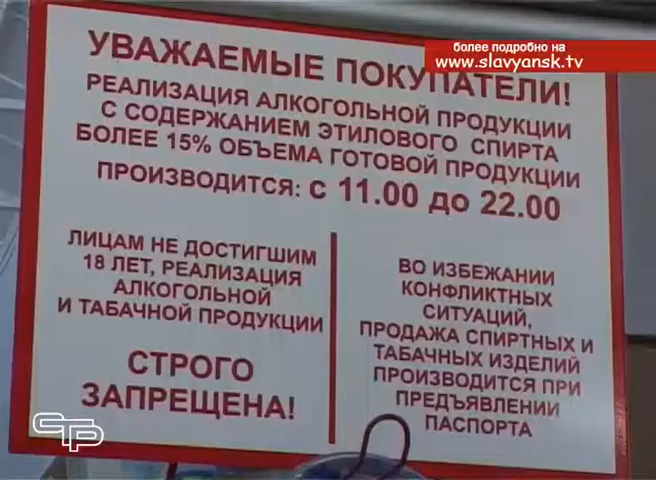 более подробно на
www.slavyansk.tv
УВАЖАЕМЫЕ ПОКУПАТЕЛИ!
РЕАЛИЗАЦИЯ АЛКОГОЛЬНОЙ ПРОДУКЦИИ
С СОДЕРЖАНИЕМ ЭТИЛОВОГО СПИРТА
БОЛЕЕ 15% ОБЪЕМА ГОТОВОЙ ПРОДУКЦИИ
ПРОИЗВОДИТСЯ: С 11.00 ДО 22.00
ЛИЦАМ НЕ ДОСТИГШИМ
18 ЛЕТ, РЕАЛИЗАЦИЯ
АЛКОГОЛЬНОЙ
И ТАБАЧНОЙ ПРОДУКЦИИ
СТРОГО
ЗАПРЕЩЕНА!
ВО ИЗБЕЖАНИИ
КОНФЛИКТНЫХ
СИТУАЦИЙ,
ПРОДАЖА СПИРТНЫХ И
ТАБАЧНЫХ ИЗДЕЛИЙ
ПРОИЗВОДИТСЯ ПРИ
ПРЕДЪЯВЛЕНИИ
ПАСПОРТА
СТР